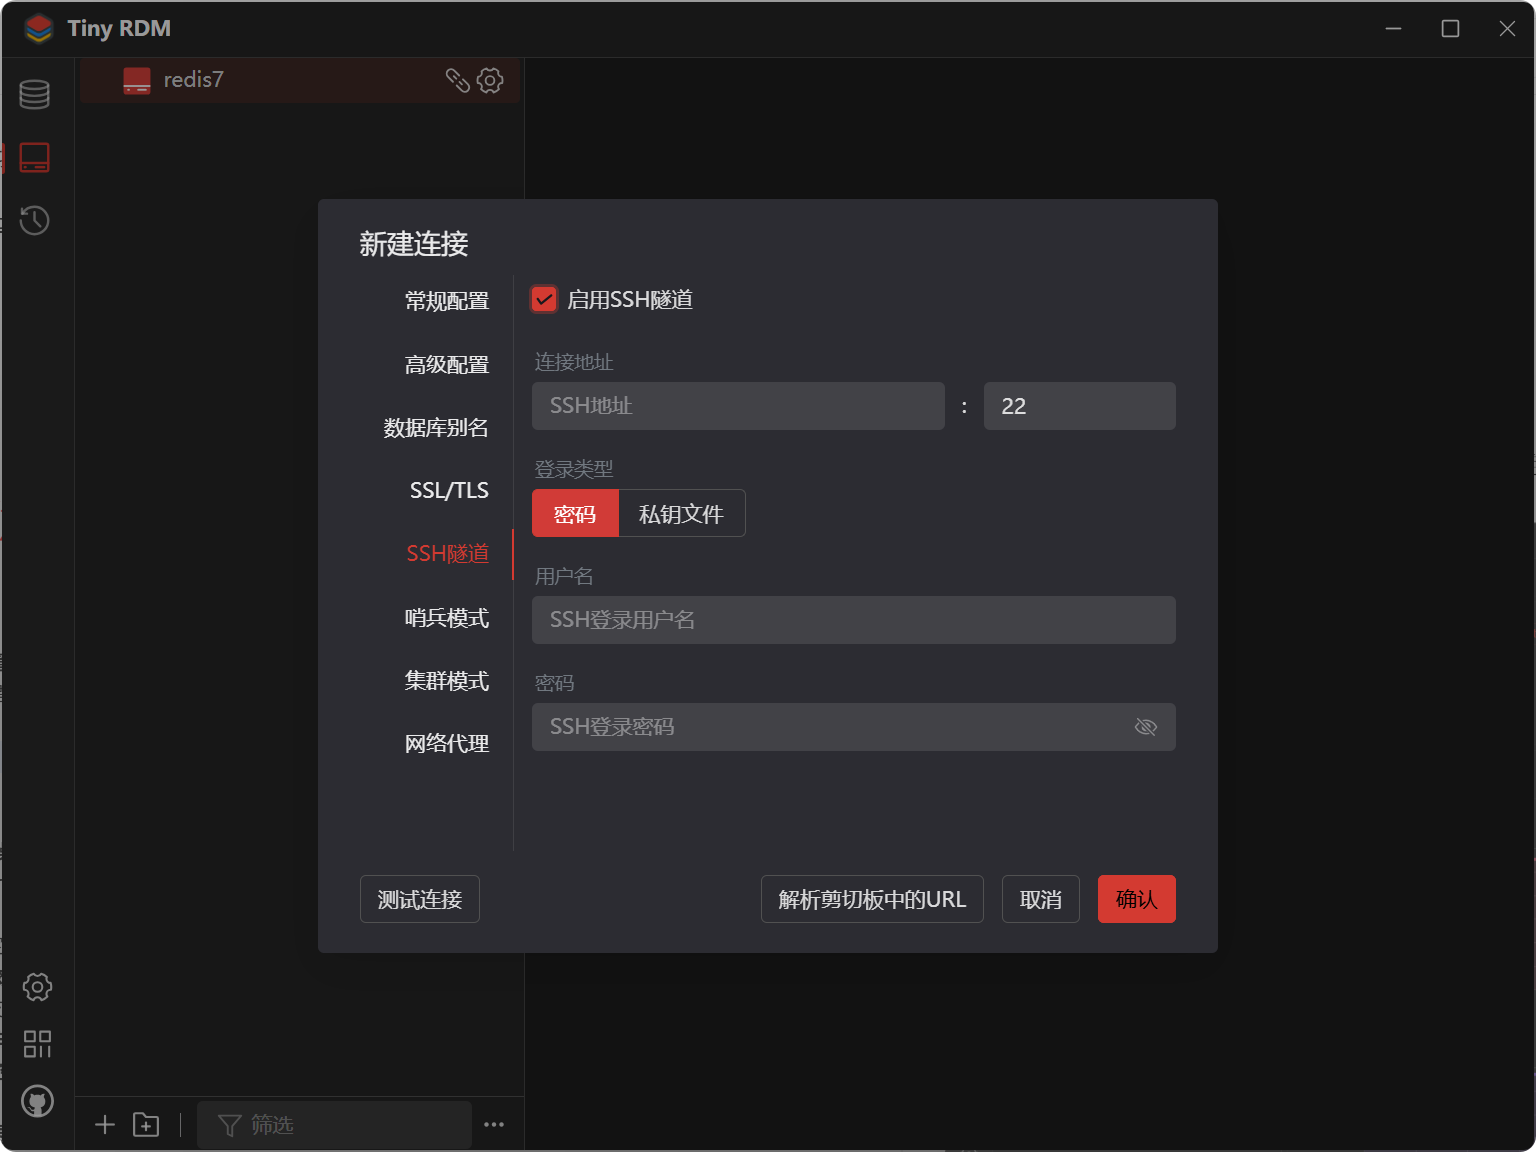 Tiny RDM
redis7
新建连接
常规配置
高级配置
数据库别名
SSL/TLS
SSH隧道
哨兵模式
集群模式
网络代理
启用SSH隧道
连接地址
SSH地址 : 22
登录类型
密码 私钥文件
用户名
SSH登录用户名
密码
SSH登录密码
测试连接 解析剪切板中的URL 取消 确认
筛选